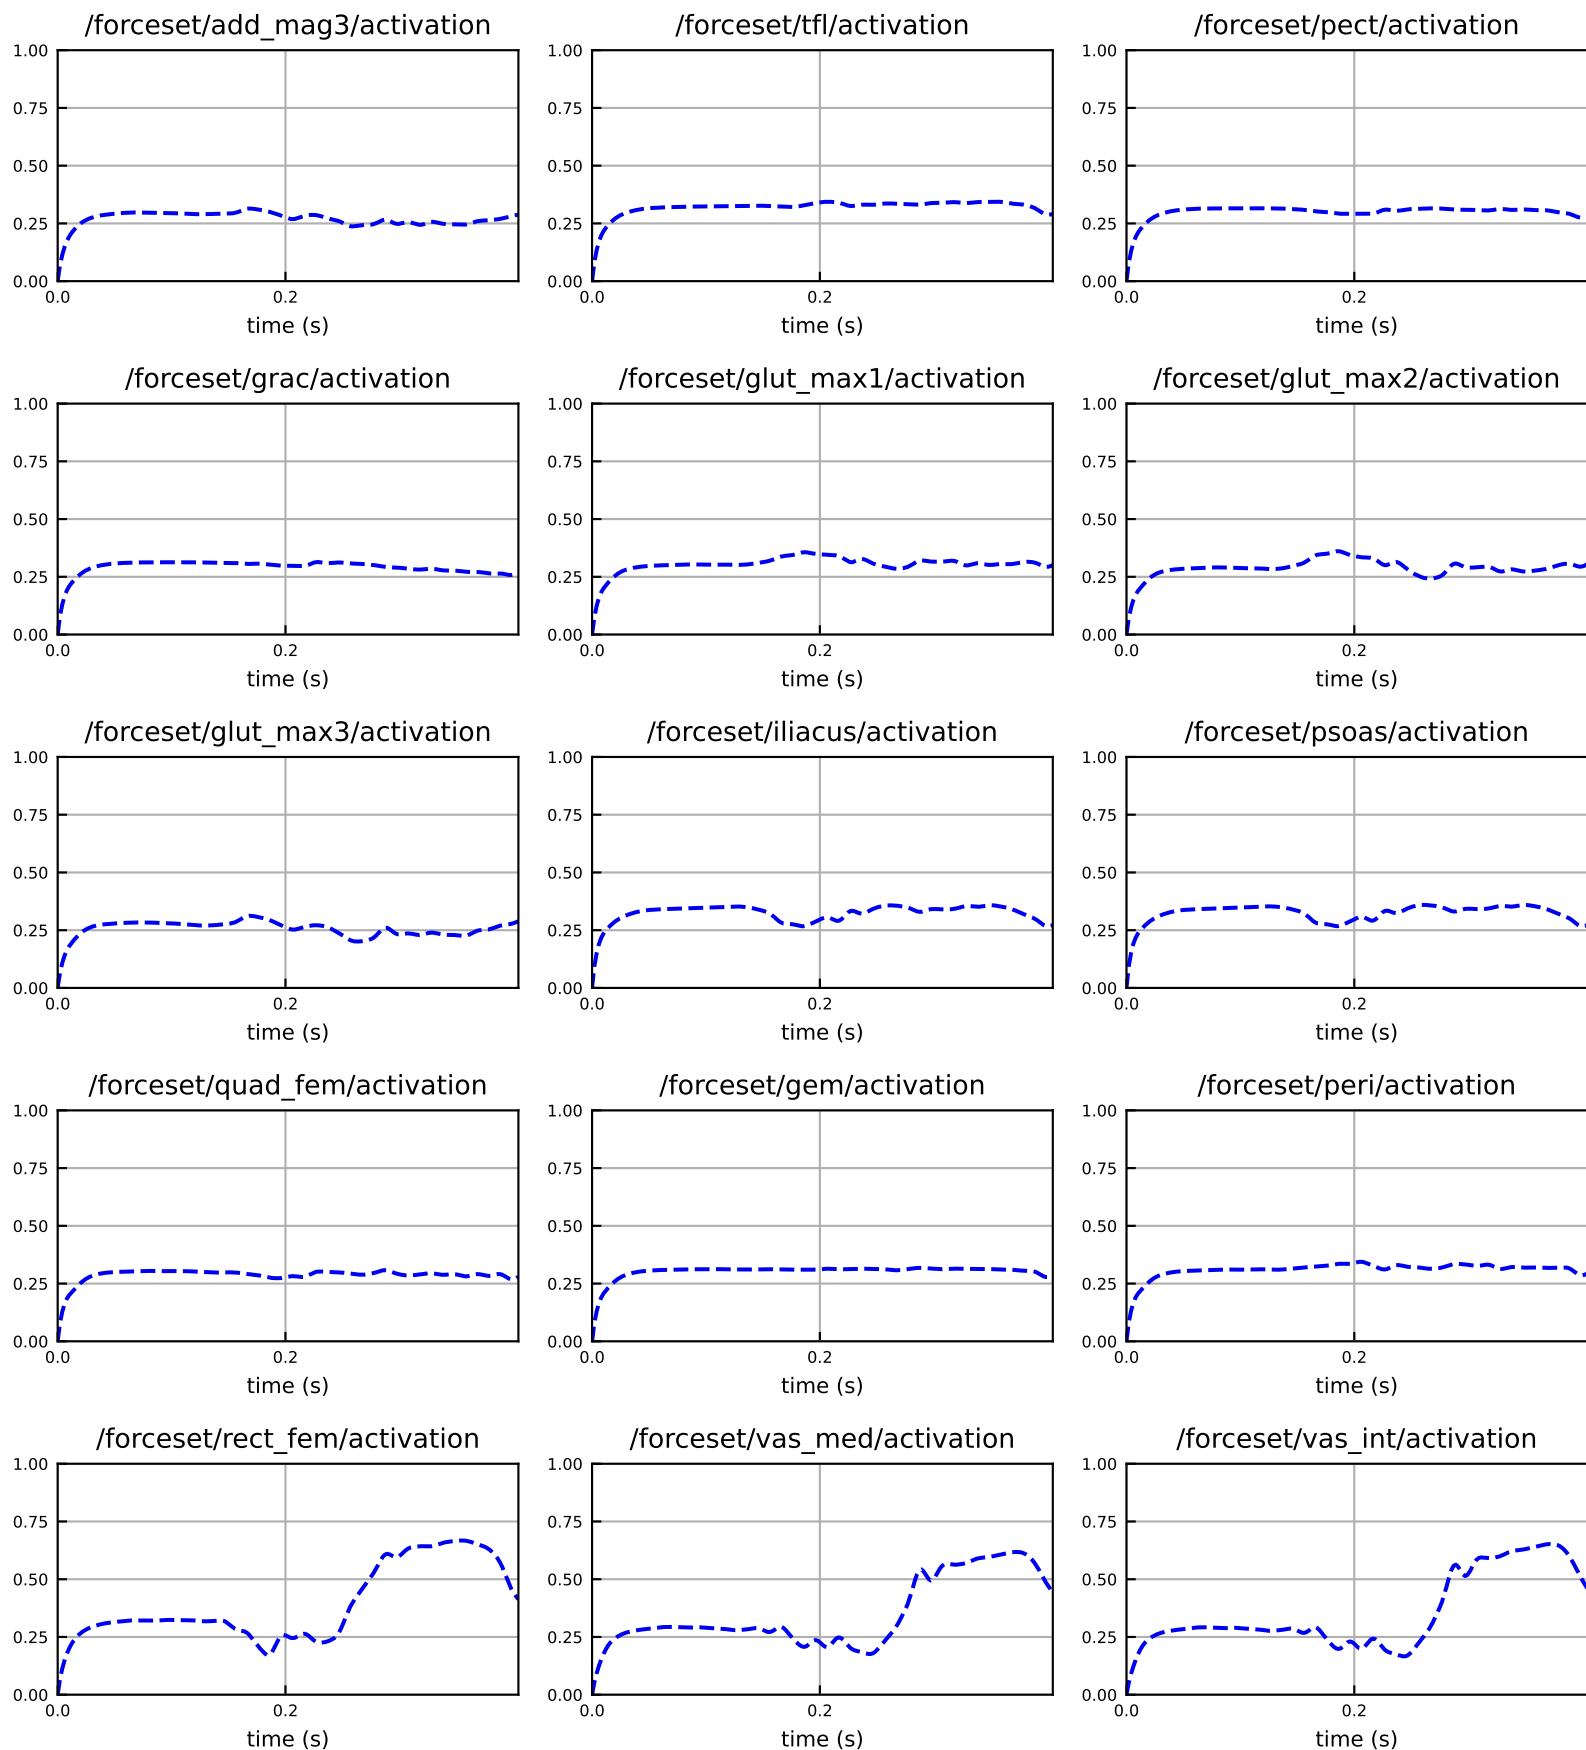 /forceset/add_mag3/activation /forceset/tfl/activation /forceset/pect/activation
1.00 1.00 1.00
0.75 0.75 0.75
0.50 0.50 0.50
0.25 0.25 0.25
0.00 0.00 0.00
0.0 0.2 0.0 0.2 0.0 0.2
time (s) time (s) time (s)
/forceset/grac/activation /forceset/glut_max1/activation /forceset/glut_max2/activation
1.00 1.00 1.00
0.75 0.75 0.75
0.50 0.50 0.50
0.25 0.25 0.25
0.00 0.00 0.00
0.0 0.2 0.0 0.2 0.0 0.2
time (s) time (s) time (s)
/forceset/glut_max3/activation /forceset/iliacus/activation /forceset/psoas/activation
1.00 1.00 1.00
0.75 0.75 0.75
0.50 0.50 0.50
0.25 0.25 0.25
0.00 0.00 0.00
0.0 0.2 0.0 0.2 0.0 0.2
time (s) time (s) time (s)
/forceset/quad_fem/activation /forceset/gem/activation /forceset/peri/activation
1.00 1.00 1.00
0.75 0.75 0.75
0.50 0.50 0.50
0.25 0.25 0.25
0.00 0.00 0.00
0.0 0.2 0.0 0.2 0.0 0.2
time (s) time (s) time (s)
/forceset/rect_fem/activation /forceset/vas_med/activation /forceset/vas_int/activation
1.00 1.00 1.00
0.75 0.75 0.75
0.50 0.50 0.50
0.25 0.25 0.25
0.00 0.00 0.00
0.0 0.2 0.0 0.2 0.0 0.2
time (s) time (s) time (s)